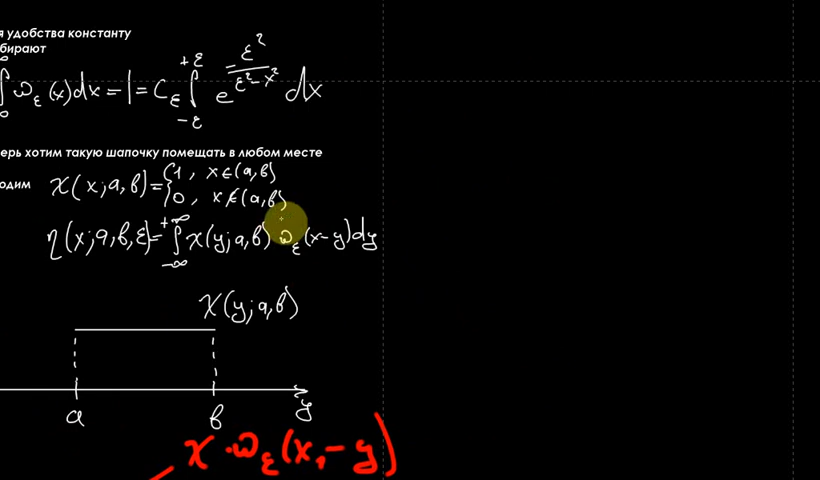 я удобства константу
бирают
∫ω_ε(x)dx = 1 = C_ε ∫_{-ε}^{+ε} e^{-ε²/(ε²-x²)} dx
ерь хотим такую шапочку помещать в любом месте
одим χ(x;a,b) = {1, x∈(a,b)
0, x∉(a,b)
η(x;a,b,ε) = ∫_{-∞}^{+∞} χ(y;a,b) ω_ε(x-y)dy
χ(y;a,b)
a b y
χ·ω_ε(x₁-y)